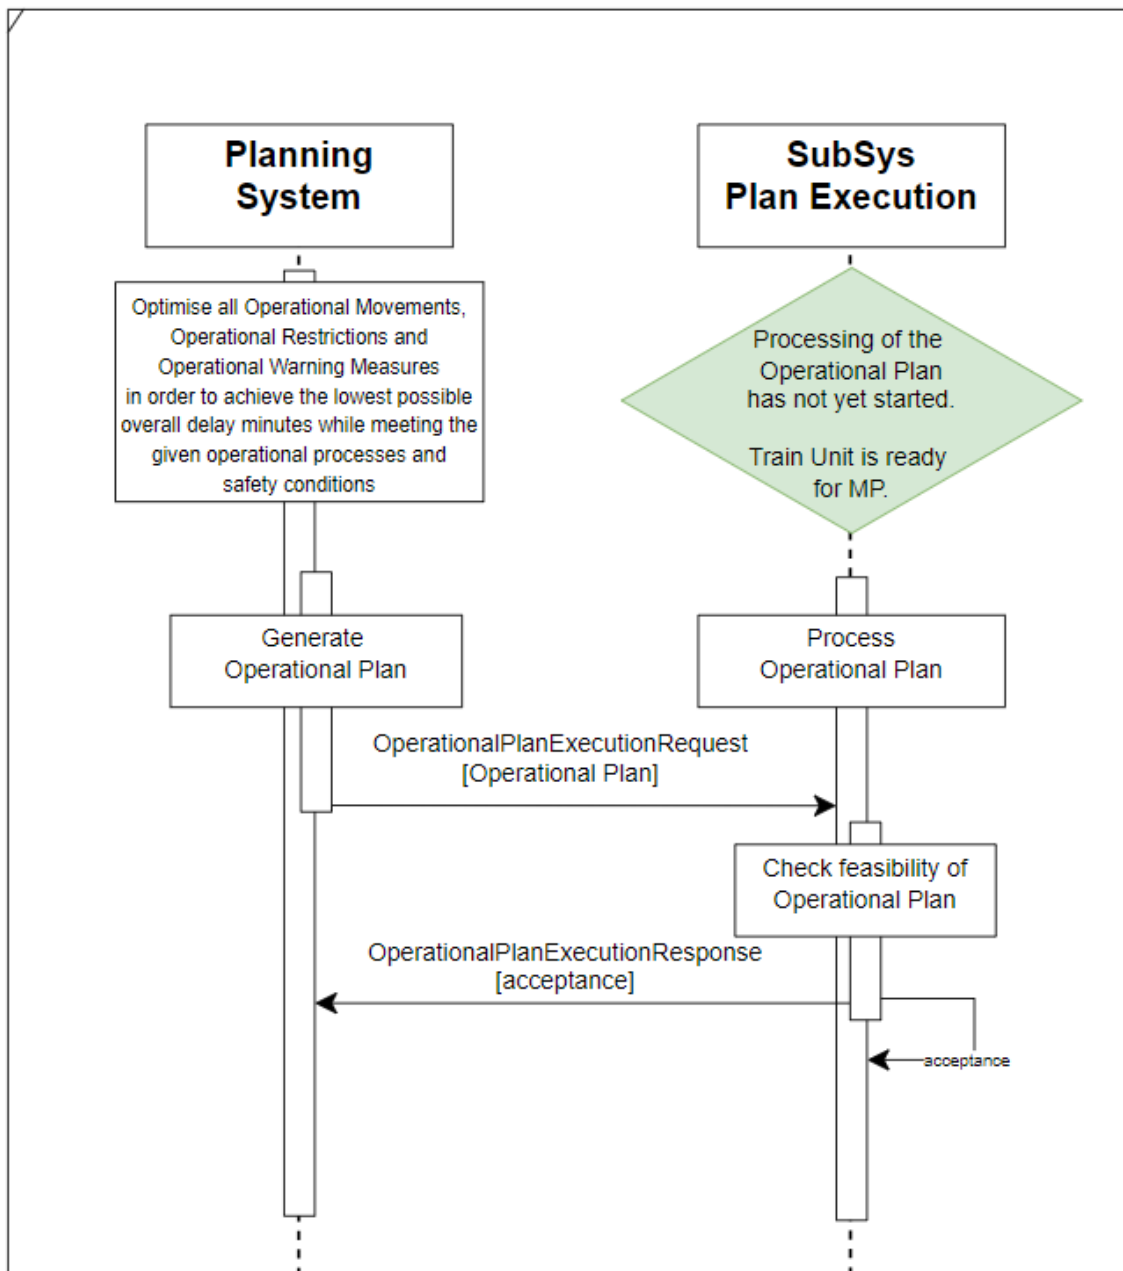 Planning
System
SubSys
Plan Execution
Optimise all Operational Movements,
Operational Restrictions and
Operational Warning Measures
in order to achieve the lowest possible
overall delay minutes while meeting the
given operational processes and
safety conditions
Processing of the
Operational Plan
has not yet started.
Train Unit is ready
for MP.
Generate
Operational Plan
Process
Operational Plan
OperationalPlanExecutionRequest
[Operational Plan]
Check feasibility of
Operational Plan
OperationalPlanExecutionResponse
[acceptance]
acceptance